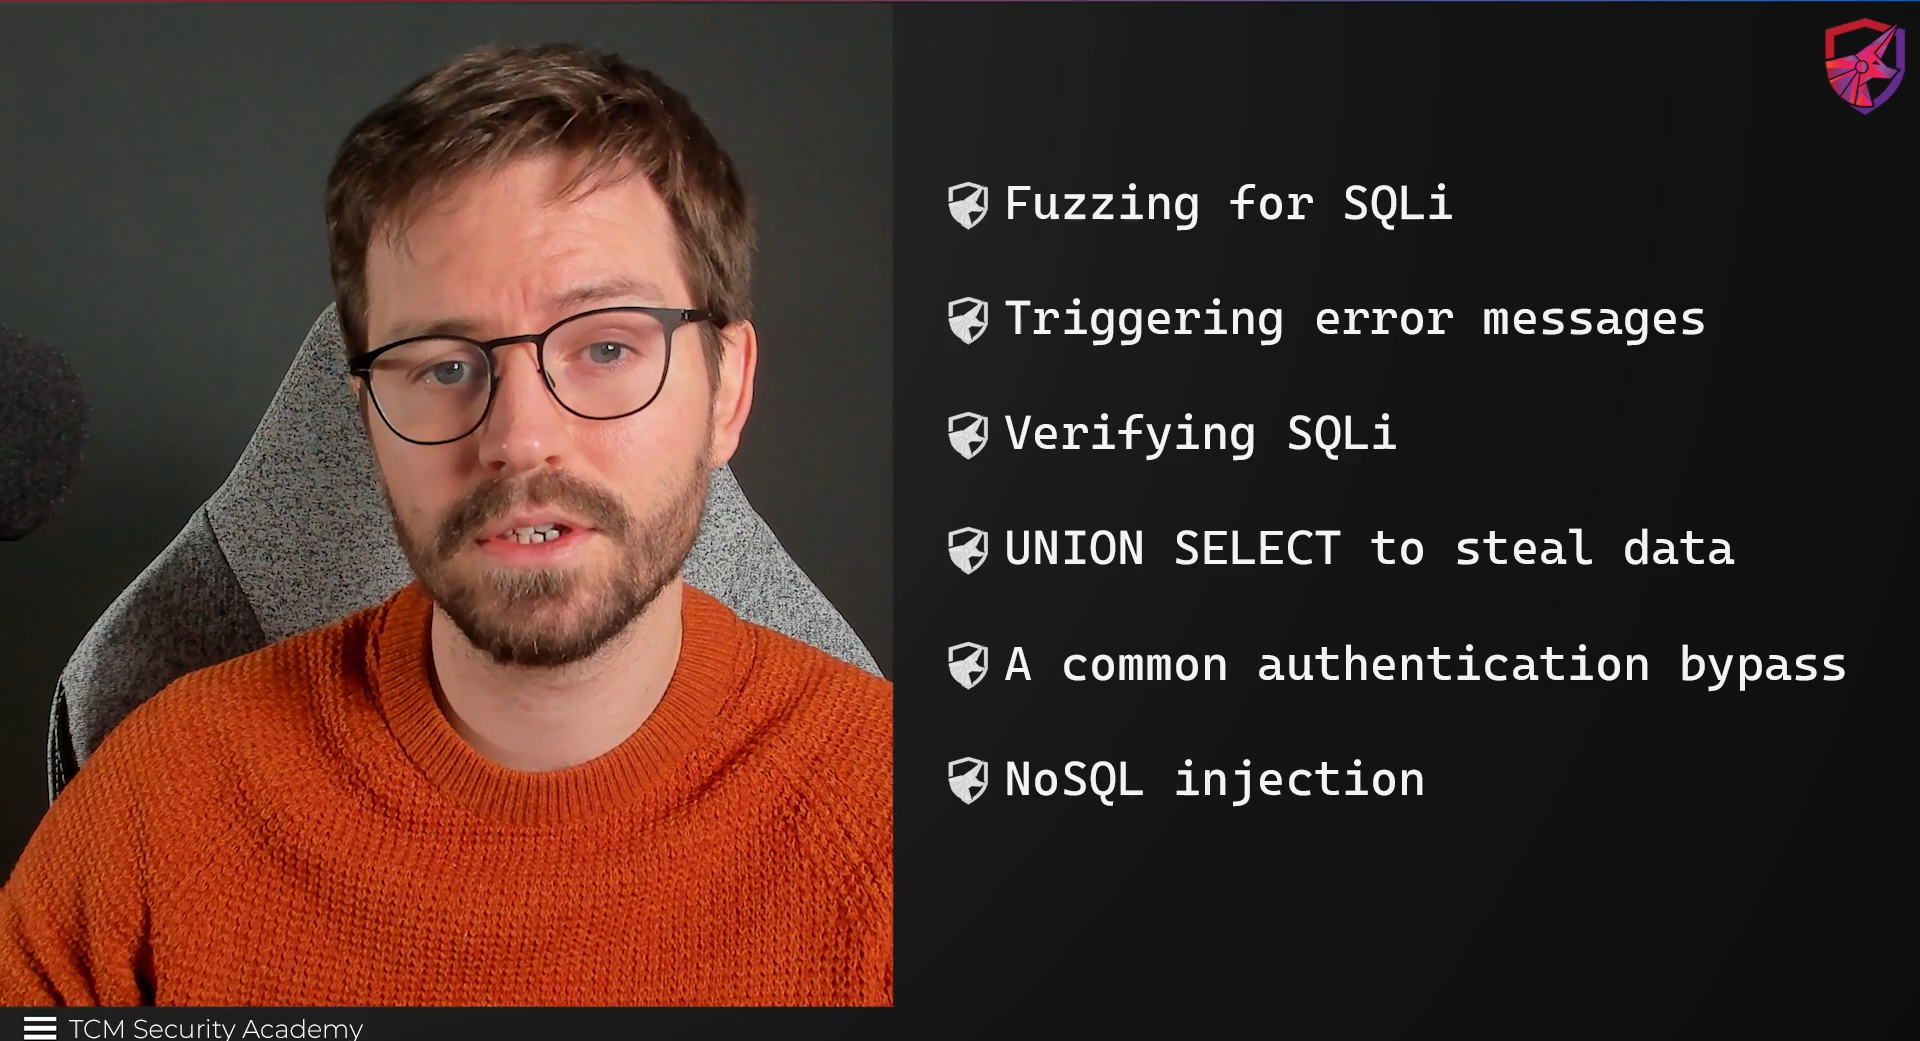 Fuzzing for SQLi
Triggering error messages
Verifying SQLi
UNION SELECT to steal data
A common authentication bypass
NoSQL injection
TCM Security Academy